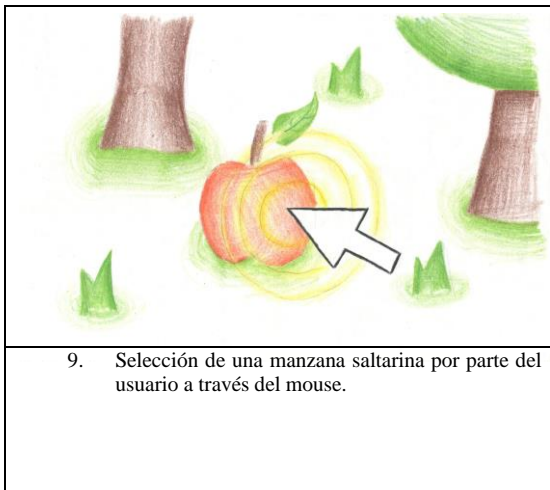 9. Selección de una manzana saltarina por parte del
usuario a través del mouse.